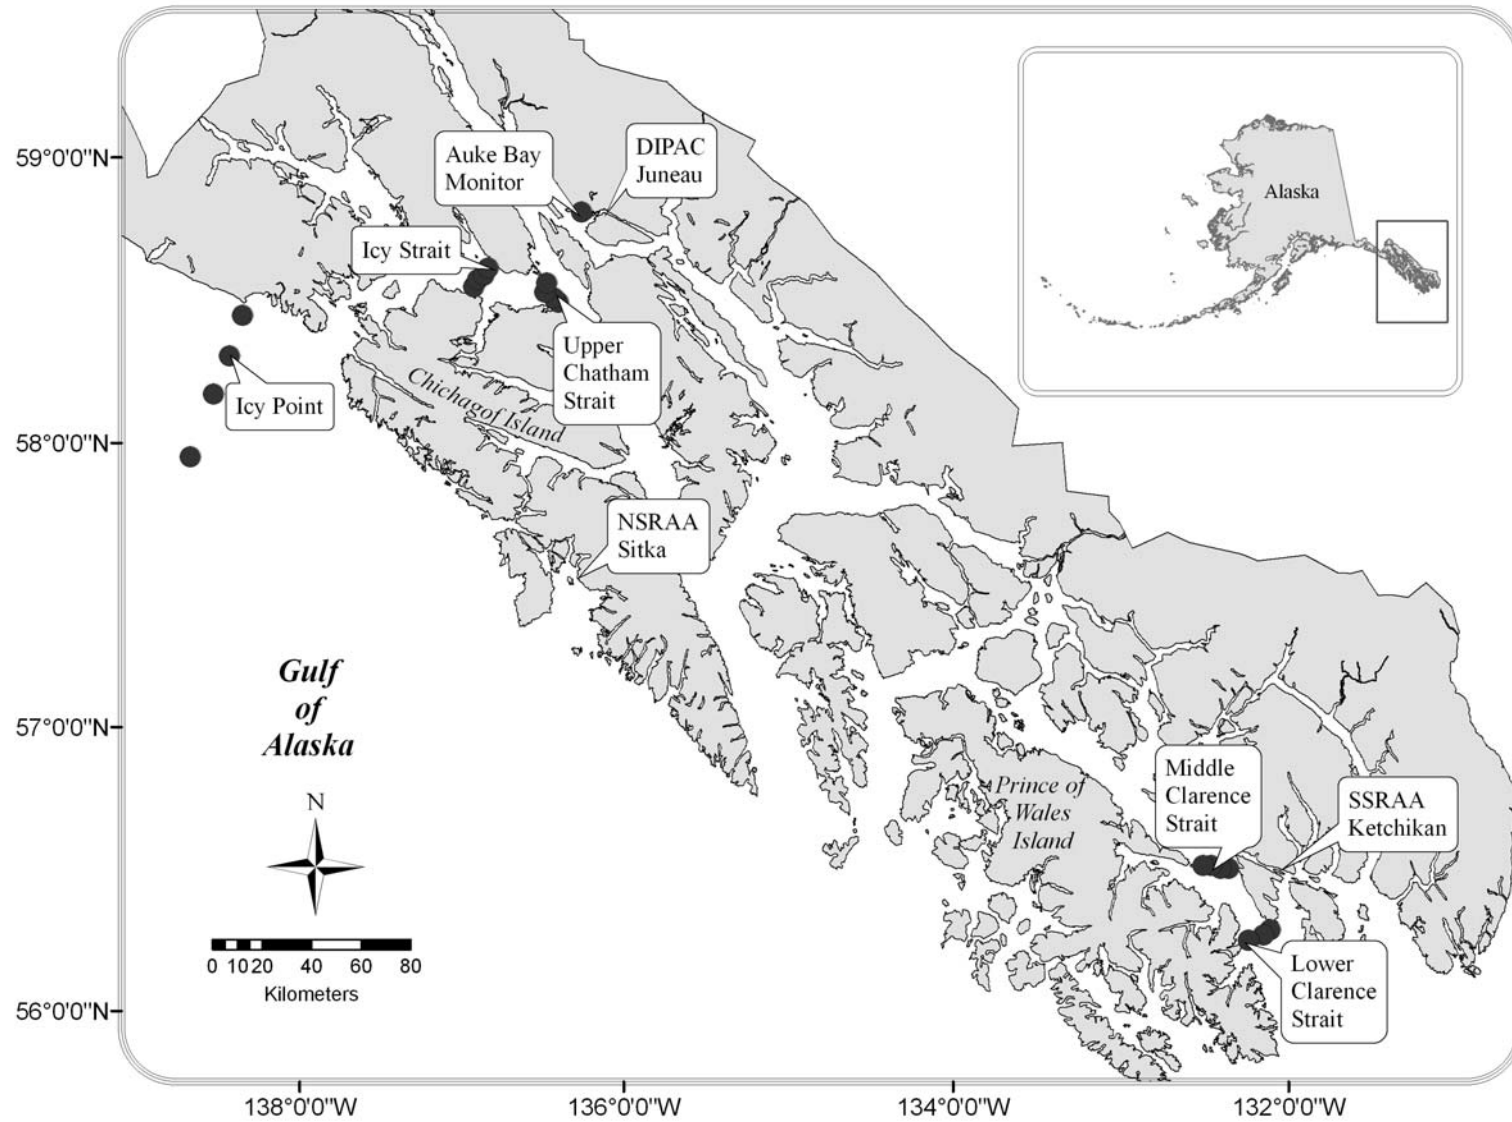 59°0'0"N
58°0'0"N
57°0'0"N
56°0'0"N
138°0'0"W
136°0'0"W
134°0'0"W
132°0'0"W
Auke Bay
Monitor
DIPAC
Juneau
Icy Strait
Upper
Chatham
Strait
Icy Point
Chichagof Island
NSRAA
Sitka
Alaska
Gulf
of
Alaska
N
0 10 20 40 60 80
Kilometers
Prince of
Wales
Island
Middle
Clarence
Strait
SSRAA
Ketchikan
Lower
Clarence
Strait